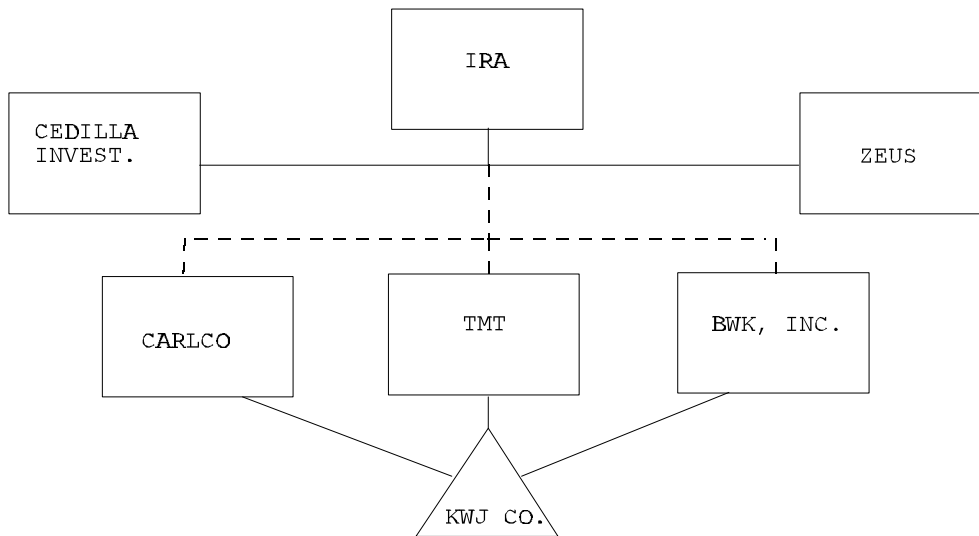 IRA
CEDILLA
INVEST.
ZEUS
CARLCO
TMT
BWK, INC.
KWJ CO.